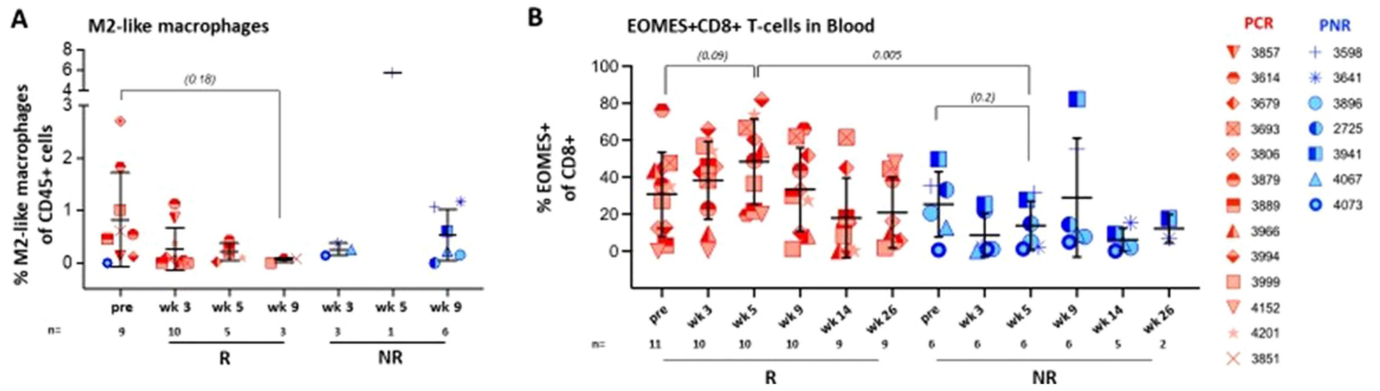 A
M2-like macrophages
% M2-like macrophages
of CD45+ cells
8
6
4
3
2
1
0
(0.18)
pre
wk 3
wk 5
wk 9
wk 3
wk 5
wk 9
n=
9
10
5
3
3
1
6
R
NR
B
EOMES+CD8+ T-cells in Blood
% EOMES+
of CD8+
100
80
60
40
20
0
(0.09)
0.005
(0.2)
pre
wk 3
wk 5
wk 9
wk 14
wk 26
pre
wk 3
wk 5
wk 9
wk 14
wk 26
n=
11
10
10
10
9
9
6
6
6
6
5
2
R
NR
PCR
3857
3614
3679
3693
3806
3879
3889
3966
3994
3999
4152
4201
3851
PNR
3598
3641
3896
2725
3941
4067
4073